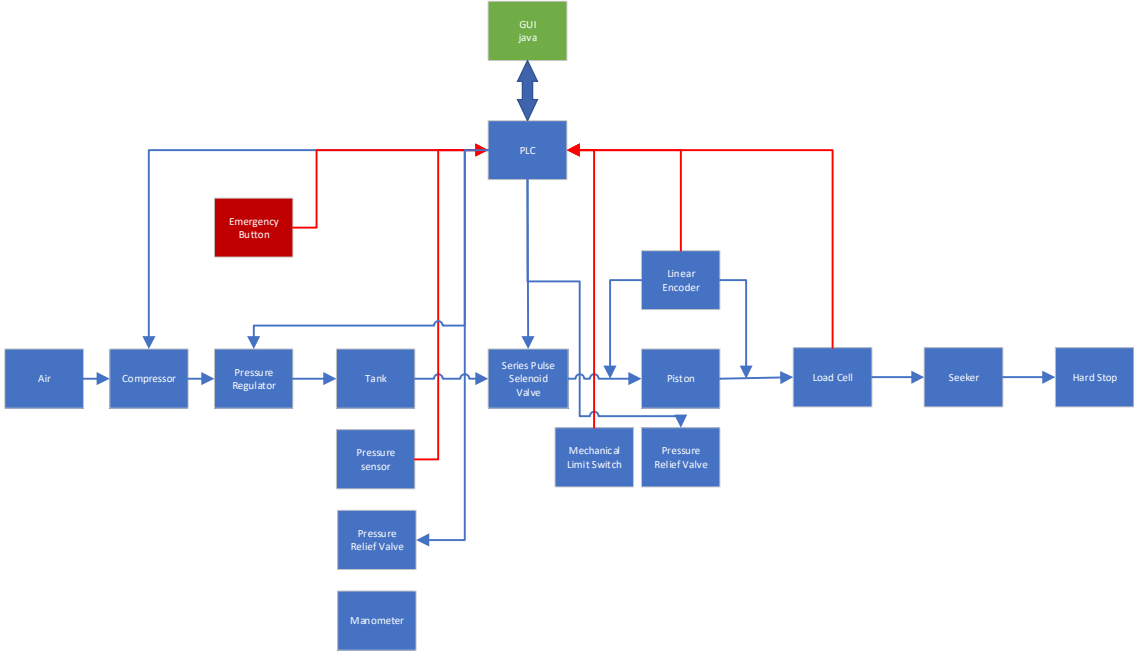 GUI
java
PLC
Emergency
Button
Linear
Encoder
Air
Compressor
Pressure
Regulator
Tank
Series Pulse
Selenoid
Valve
Piston
Load Cell
Seeker
Hard Stop
Pressure
sensor
Mechanical
Limit Switch
Pressure
Relief Valve
Pressure
Relief Valve
Manometer